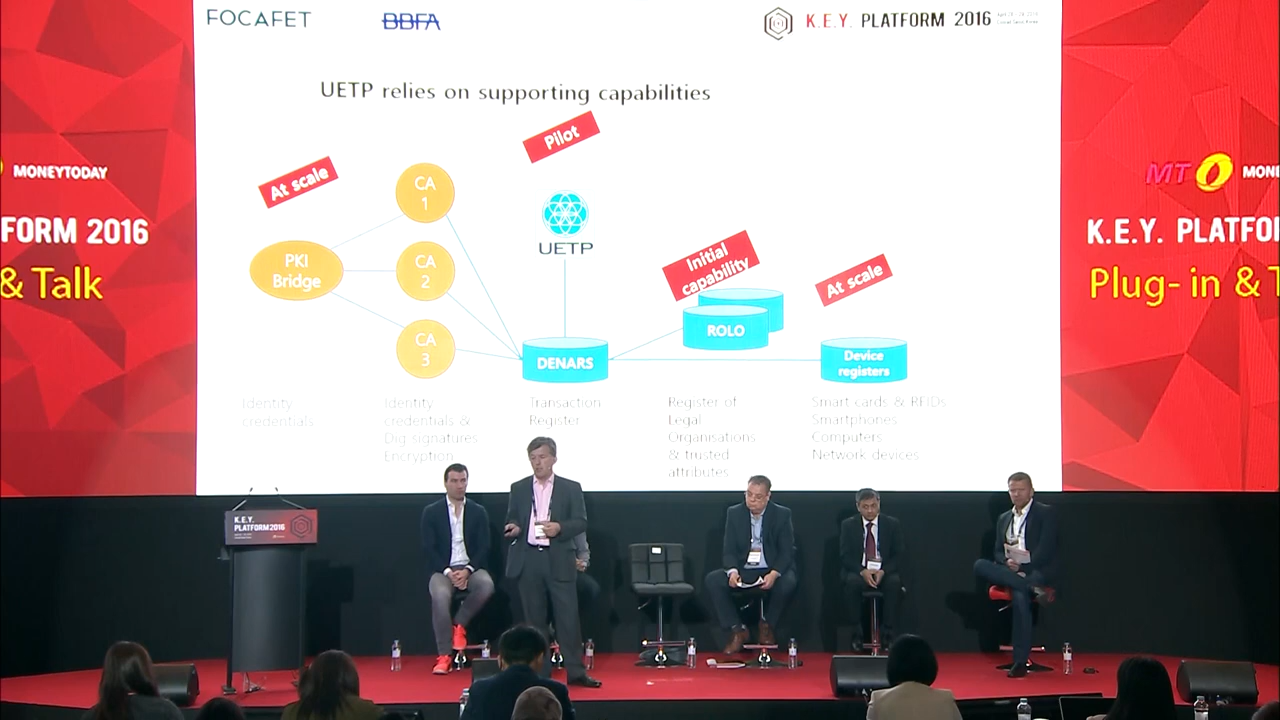 FOCAFET
BBFA
K.E.Y. PLATFORM 2016
UETP relies on supporting capabilities
Pilot
At scale
CA
1
PKI
Bridge
CA
2
UETP
Initial
capability
At scale
ROLO
CA
3
DENARS
Device
registers
Identity
credentials
Identity
credentials &
Dig signatures
Encryption
Transaction
Register
Register of
Legal
Organisations
& trusted
attributes
Smart cards & RFIDs
Smartphones
Computers
Network devices
MONEYTODAY
FORM 2016
& Talk
MT
MONE
K.E.Y. PLATFO
Plug- in & T
K.E.Y.
PLATFORM2016